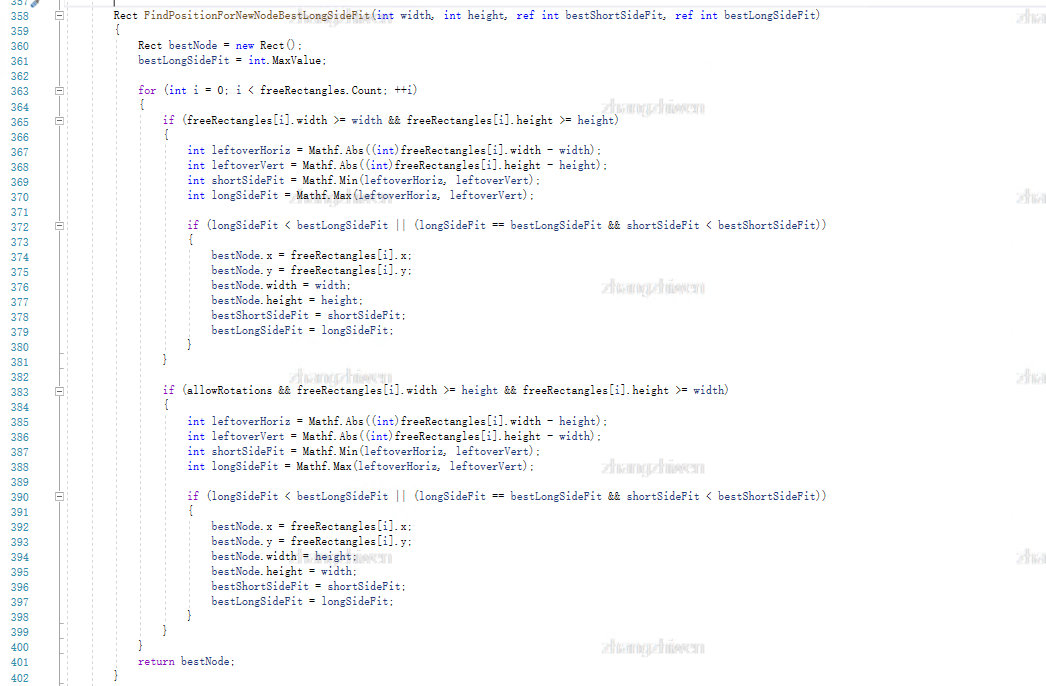 358 Rect FindPositionForNewNodeBestLongSideFit(int width, int height, ref int bestShortSideFit, ref int bestLongSideFit)
359 {
360 Rect bestNode = new Rect();
361 bestLongSideFit = int.MaxValue;
362
363 for (int i = 0; i < freeRectangles.Count; ++i)
364 {
365 if (freeRectangles[i].width >= width && freeRectangles[i].height >= height)
366 {
367 int leftoverHoriz = Mathf.Abs((int)freeRectangles[i].width - width);
368 int leftoverVert = Mathf.Abs((int)freeRectangles[i].height - height);
369 int shortSideFit = Mathf.Min(leftoverHoriz, leftoverVert);
370 int longSideFit = Mathf.Max(leftoverHoriz, leftoverVert);
371
372 if (longSideFit < bestLongSideFit || (longSideFit == bestLongSideFit && shortSideFit < bestShortSideFit))
373 {
374 bestNode.x = freeRectangles[i].x;
375 bestNode.y = freeRectangles[i].y;
376 bestNode.width = width;
377 bestNode.height = height;
378 bestShortSideFit = shortSideFit;
379 bestLongSideFit = longSideFit;
380 }
381 }
382
383 if (allowRotations && freeRectangles[i].width >= height && freeRectangles[i].height >= width)
384 {
385 int leftoverHoriz = Mathf.Abs((int)freeRectangles[i].width - height);
386 int leftoverVert = Mathf.Abs((int)freeRectangles[i].height - width);
387 int shortSideFit = Mathf.Min(leftoverHoriz, leftoverVert);
388 int longSideFit = Mathf.Max(leftoverHoriz, leftoverVert);
389
390 if (longSideFit < bestLongSideFit || (longSideFit == bestLongSideFit && shortSideFit < bestShortSideFit))
391 {
392 bestNode.x = freeRectangles[i].x;
393 bestNode.y = freeRectangles[i].y;
394 bestNode.width = height;
395 bestNode.height = width;
396 bestShortSideFit = shortSideFit;
397 bestLongSideFit = longSideFit;
398 }
399 }
400 }
401 return bestNode;
402 }